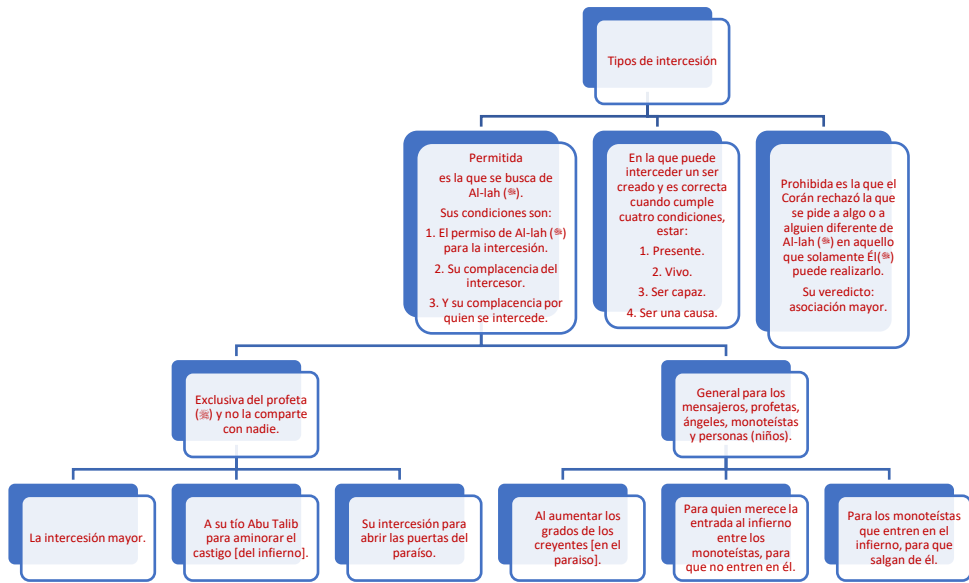 Tipos de intercesión
Permitida
es la que se busca de
Al-lah (ﷻ).
Sus condiciones son:
1. El permiso de Al-lah (ﷻ)
para la intercesión.
2. Su complacencia del
intercesor.
3. Y su complacencia por
quien se intercede.
En la que puede
interceder un ser
creado y es correcta
cuando cumple
cuatro condiciones,
estar:
1. Presente.
2. Vivo.
3. Ser capaz.
4. Ser una causa.
Prohibida es la que el
Corán rechazó la que
se pide a algo o a
alguien diferente de
Al-lah (ﷻ) en aquello
que solamente Él(ﷻ)
puede realizarlo.
Su veredicto:
asociación mayor.
Exclusiva del profeta
(ﷺ) y no la comparte
con nadie.
General para los
mensajeros, profetas,
ángeles, monoteístas
y personas (niños).
La intercesión mayor.
A su tío Abu Talib
para aminorar el
castigo [del infierno].
Su intercesión para
abrir las puertas del
paraíso.
Al aumentar los
grados de los
creyentes [en el
paraiso].
Para quien merece la
entrada al infierno
entre los
monoteístas, para
que no entren en él.
Para los monoteístas
que entren en el
infierno, para que
salgan de él.